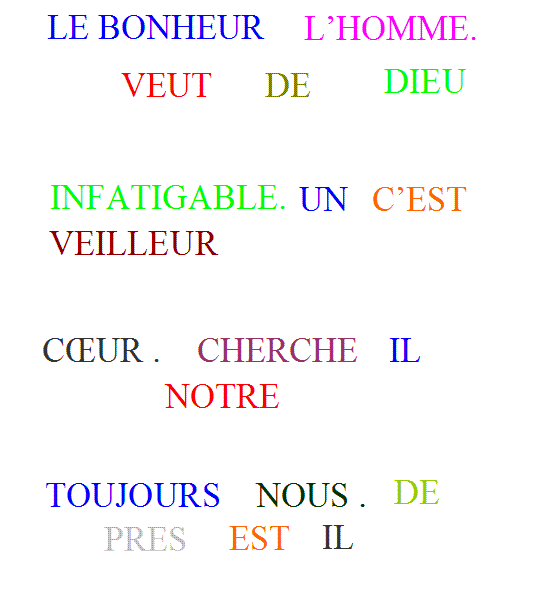 LE BONHEUR L’HOMME.
VEUT DE DIEU
INFATIGABLE. UN C’EST
VEILLEUR
CŒUR . CHERCHE IL
NOTRE
TOUJOURS NOUS . DE
PRES EST IL